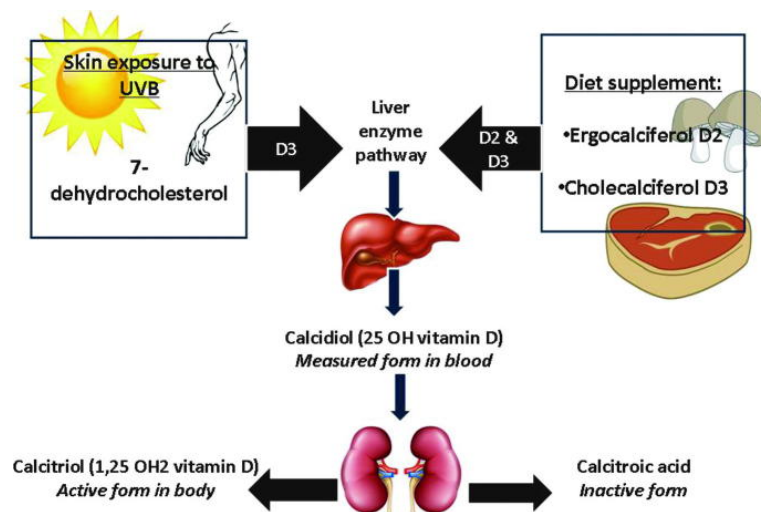 Skin exposure to
UVB
7-
dehydrocholesterol
D3
Liver
enzyme
pathway
D2 &
D3
Diet supplement:
•Ergocalciferol D2
•Cholecalciferol D3
Calcidiol (25 OH vitamin D)
Measured form in blood
Calcitriol (1,25 OH2 vitamin D)
Active form in body
Calcitroic acid
Inactive form